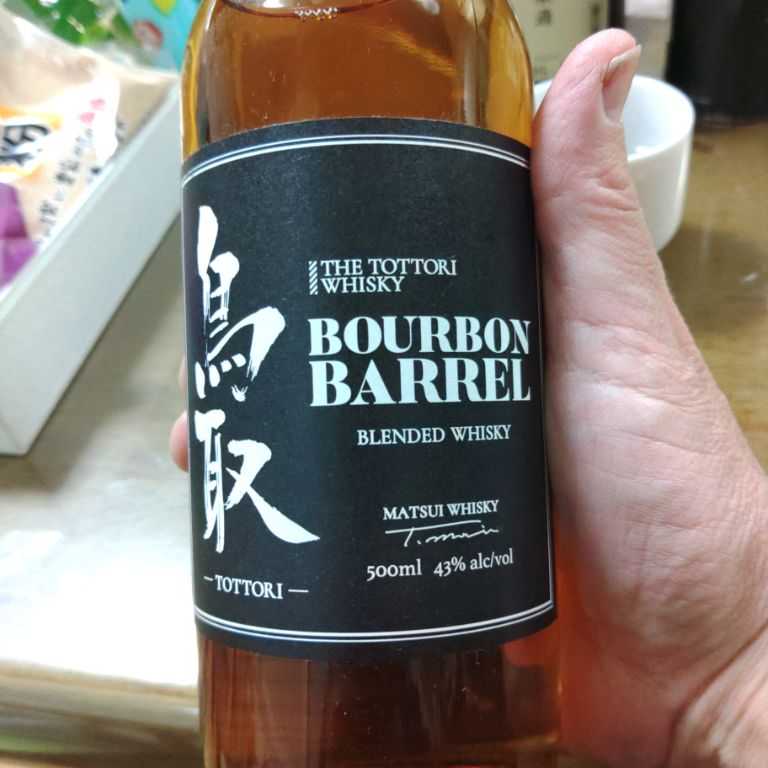 鳥取
TOTTORI
THE TOTTORI
WHISKY
BOURBON
BARREL
BLENDED WHISKY
MATSUI WHISKY
500ml 43% alc/vol